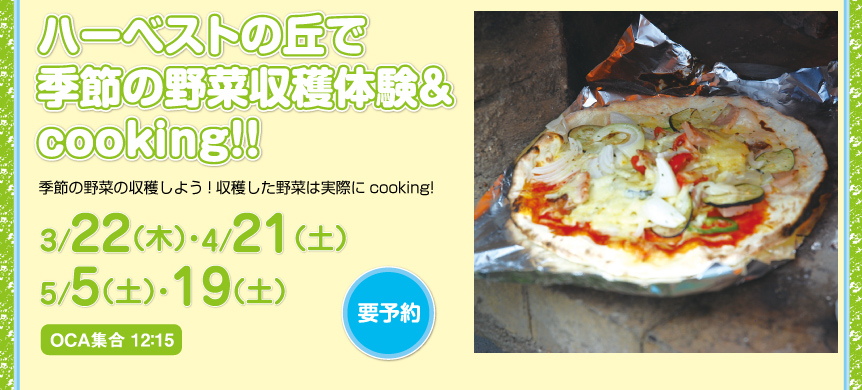 ハーベストの丘で
季節の野菜収穫体験&
cooking!!
季節の野菜の収穫しよう！収穫した野菜は実際に cooking!
3/22（木）・4/21（土）
5/5（土）・19（土）
要予約
OCA集合 12:15